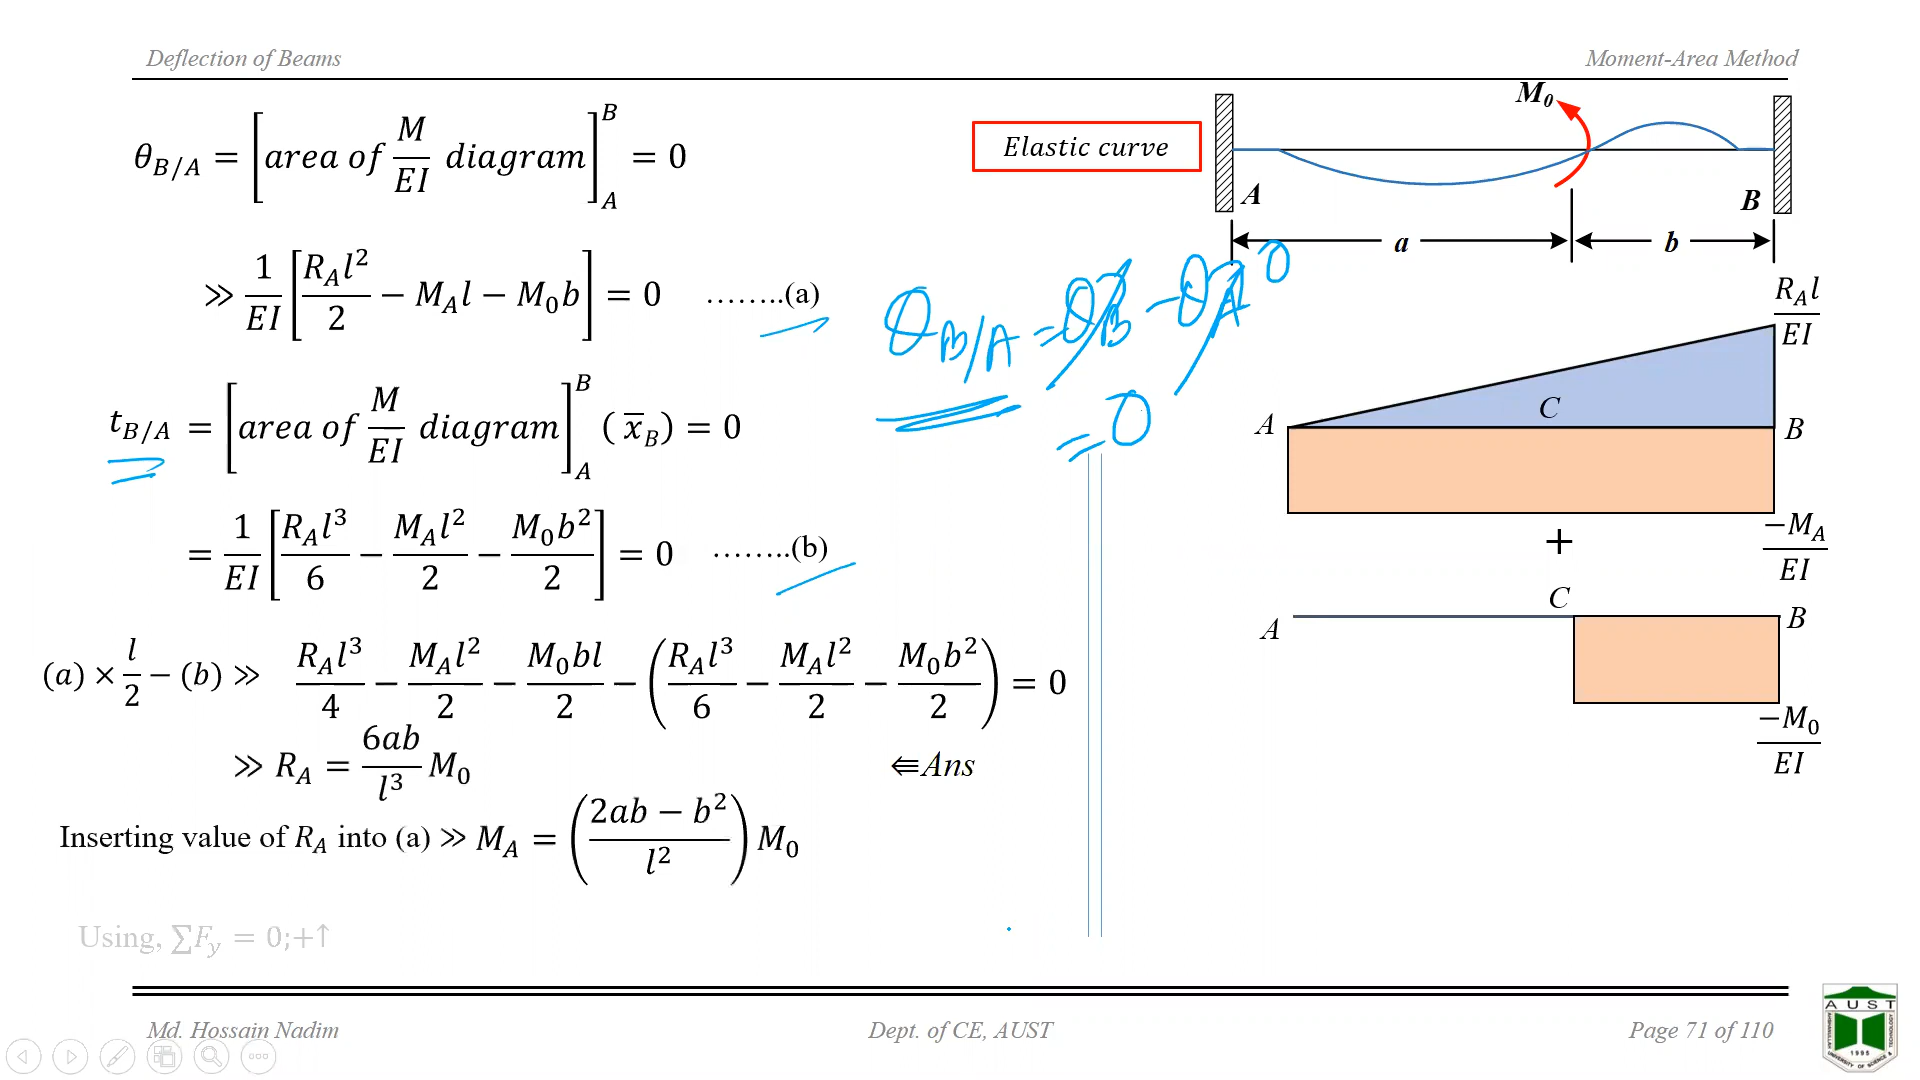 Deflection of Beams
Moment-Area Method
θ_{B/A} = [area of M/EI diagram]_A^B = 0
≫ 1/EI [R_A l²/2 − M_A l − M_0 b] = 0 ........(a)
t_{B/A} = [area of M/EI diagram]_A^B (x̄_B) = 0
= 1/EI [R_A l³/6 − M_A l²/2 − M_0 b²/2] = 0 ........(b)
(a) × l/2 − (b) ≫ R_A l³/4 − M_A l²/2 − M_0 bl/2 − (R_A l³/6 − M_A l²/2 − M_0 b²/2) = 0
≫ R_A = 6ab/l³ M_0 ⇚Ans
Inserting value of R_A into (a) ≫ M_A = ((2ab − b²)/l²) M_0
Using, ∑F_y = 0;+↑
θ_{B/A} = θ_B − θ_A 0
= 0
Elastic curve
M_0
A
B
a
b
R_A l/EI
A
C
B
−M_A/EI
+
A
C
B
−M_0/EI
Md. Hossain Nadim
Dept. of CE, AUST
Page 71 of 110
AUST
1995